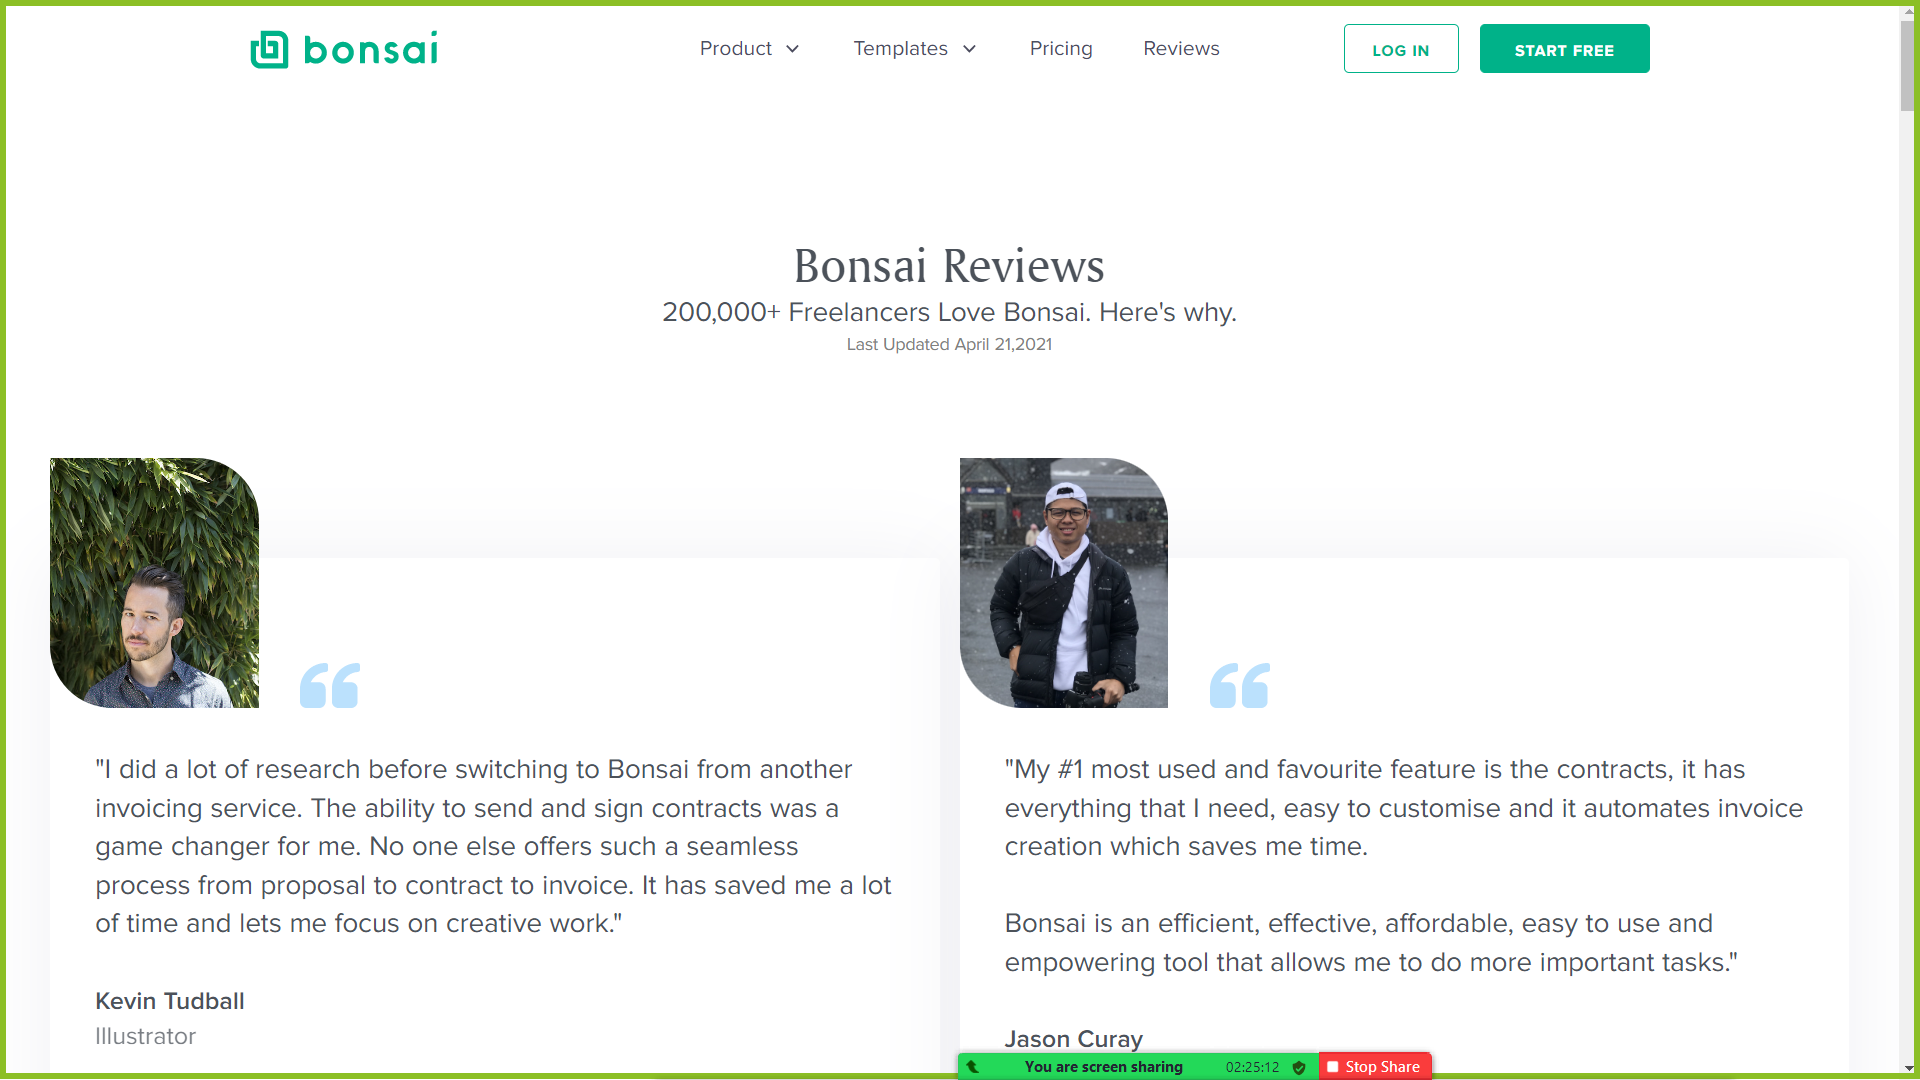 bonsai
Product
Templates
Pricing
Reviews
LOG IN
START FREE
Bonsai Reviews
200,000+ Freelancers Love Bonsai. Here's why.
Last Updated April 21,2021
"I did a lot of research before switching to Bonsai from another
invoicing service. The ability to send and sign contracts was a
game changer for me. No one else offers such a seamless
process from proposal to contract to invoice. It has saved me a lot
of time and lets me focus on creative work."
Kevin Tudball
Illustrator
"My #1 most used and favourite feature is the contracts, it has
everything that I need, easy to customise and it automates invoice
creation which saves me time.
Bonsai is an efficient, effective, affordable, easy to use and
empowering tool that allows me to do more important tasks."
Jason Curay
You are screen sharing
02:25:12
Stop Share